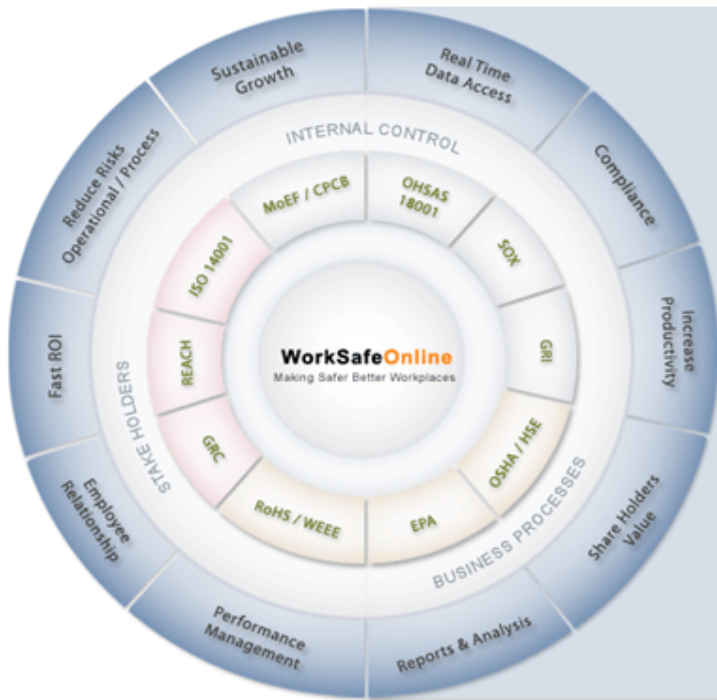 Sustainable
Growth
Real Time
Data Access
Compliance
Increase
Productivity
Share Holders
Value
Reports & Analysis
Performance
Management
Employee
Relationship
Fast ROI
Reduce Risks
Operational / Process
INTERNAL CONTROL
BUSINESS PROCESSES
STAKE HOLDERS
MoEF / CPCB
OHSAS
18001
SOX
GRI
OSHA / HSE
EPA
RoHS / WEEE
GRC
REACH
ISO 14001
WorkSafeOnline
Making Safer Better Workplaces